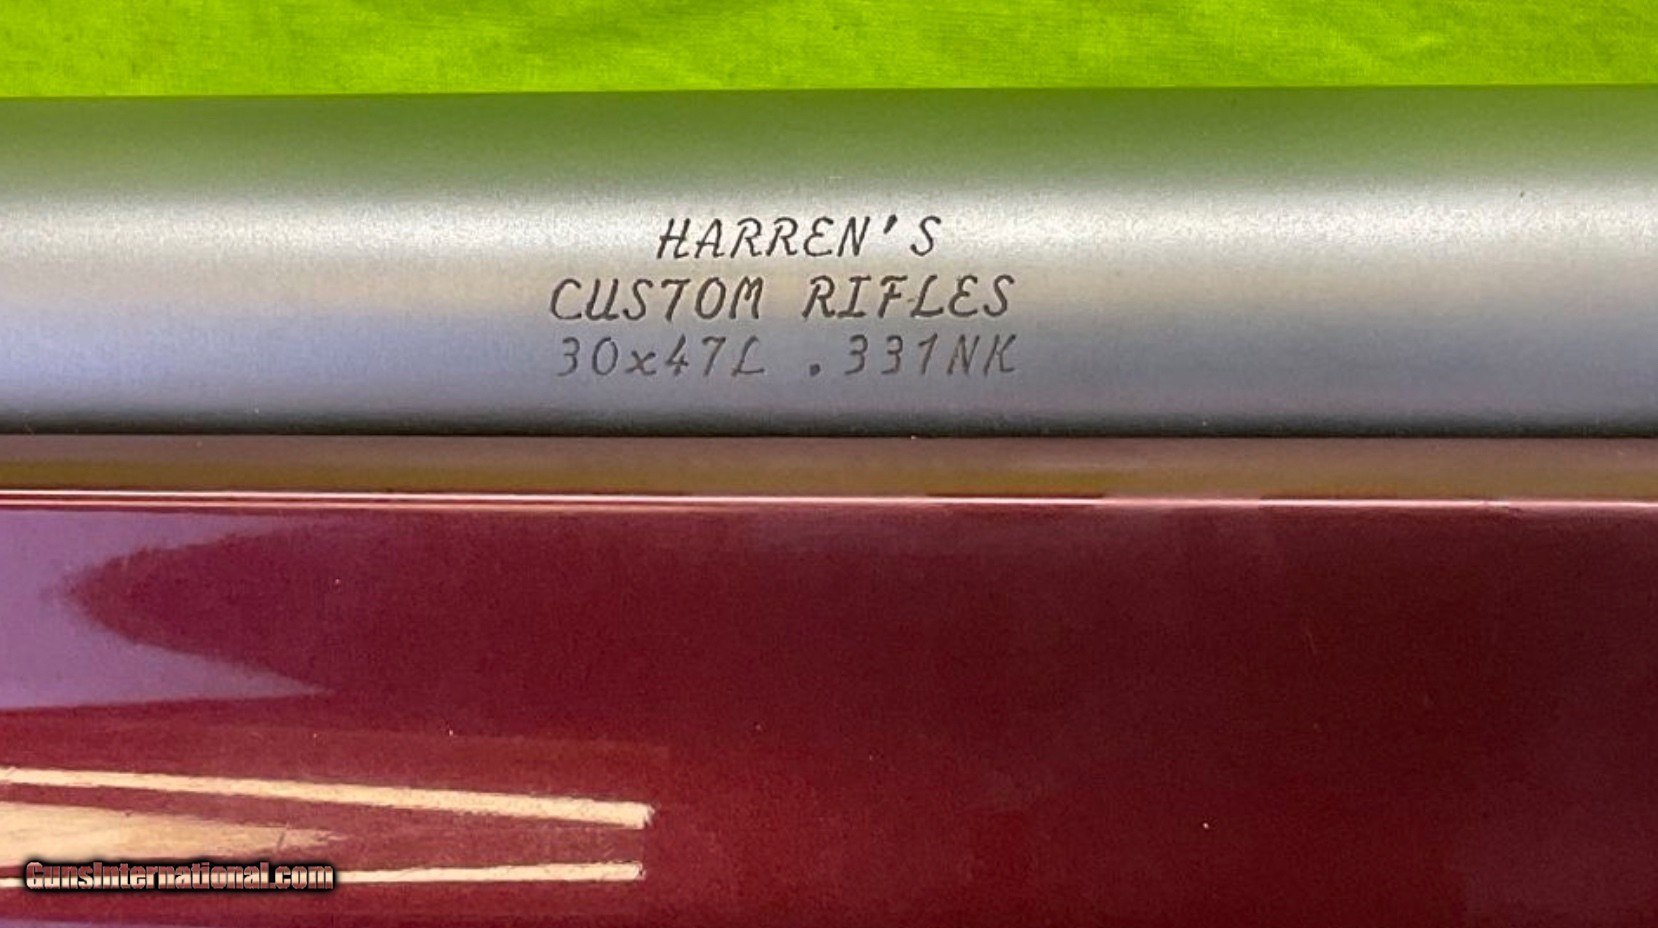 HARREN'S
CUSTOM RIFLES
30x47L .331NK
GunsInternational.com